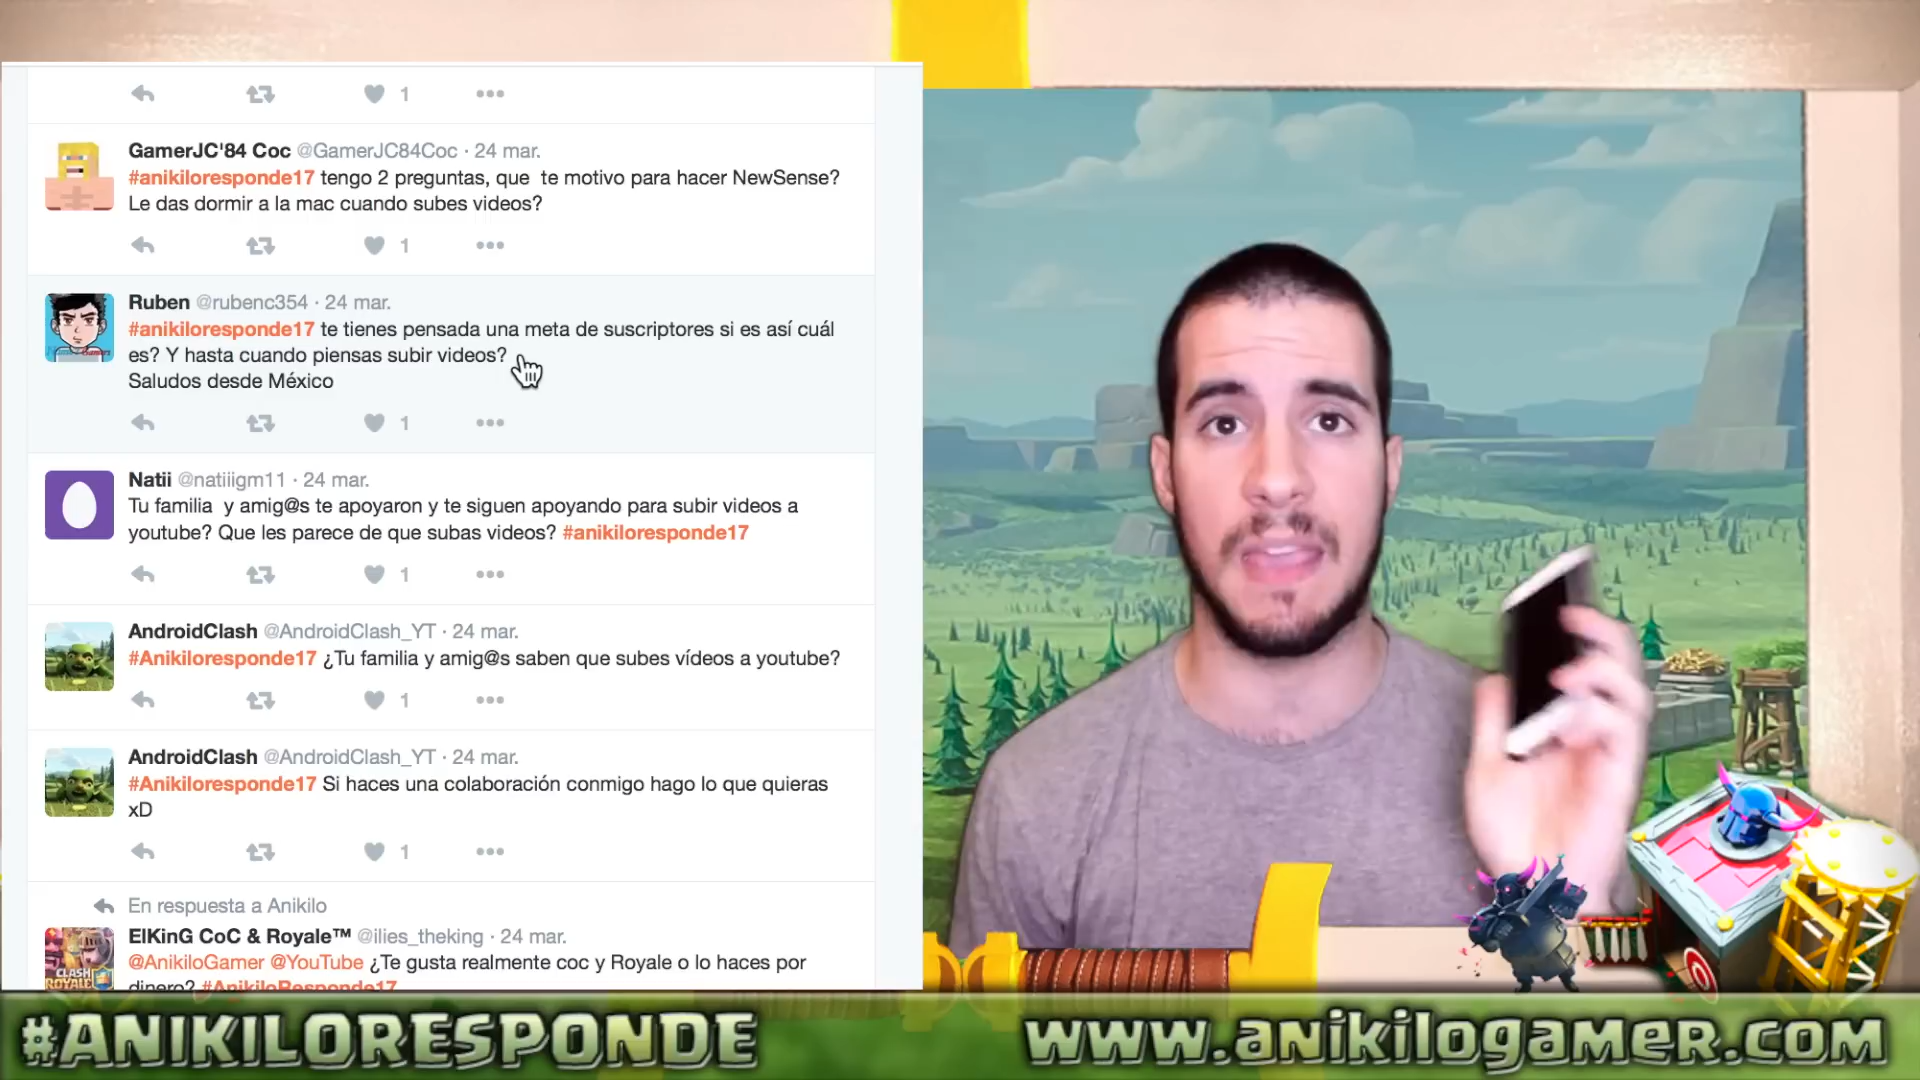 1
GamerJC'84 Coc @GamerJC84Coc · 24 mar.
#anikiloresponde17 tengo 2 preguntas, que te motivo para hacer NewSense?
Le das dormir a la mac cuando subes videos?
1
Ruben @rubenc354 · 24 mar.
#anikiloresponde17 te tienes pensada una meta de suscriptores si es así cuál
es? Y hasta cuando piensas subir videos?
Saludos desde México
1
Natii @natiiigm11 · 24 mar.
Tu familia y amig@s te apoyaron y te siguen apoyando para subir videos a
youtube? Que les parece de que subas videos? #anikiloresponde17
1
AndroidClash @AndroidClash_YT · 24 mar.
#Anikiloresponde17 ¿Tu familia y amig@s saben que subes vídeos a youtube?
1
AndroidClash @AndroidClash_YT · 24 mar.
#Anikiloresponde17 Si haces una colaboración conmigo hago lo que quieras
xD
1
En respuesta a Anikilo
ElKinG CoC & Royale™ @ilies_theking · 24 mar.
@AnikiloGamer @YouTube ¿Te gusta realmente coc y Royale o lo haces por
dinero? #AnikiloResponde17
CLASH
ROYALE
#ANIKILORESPONDE
www.anikilogamer.com